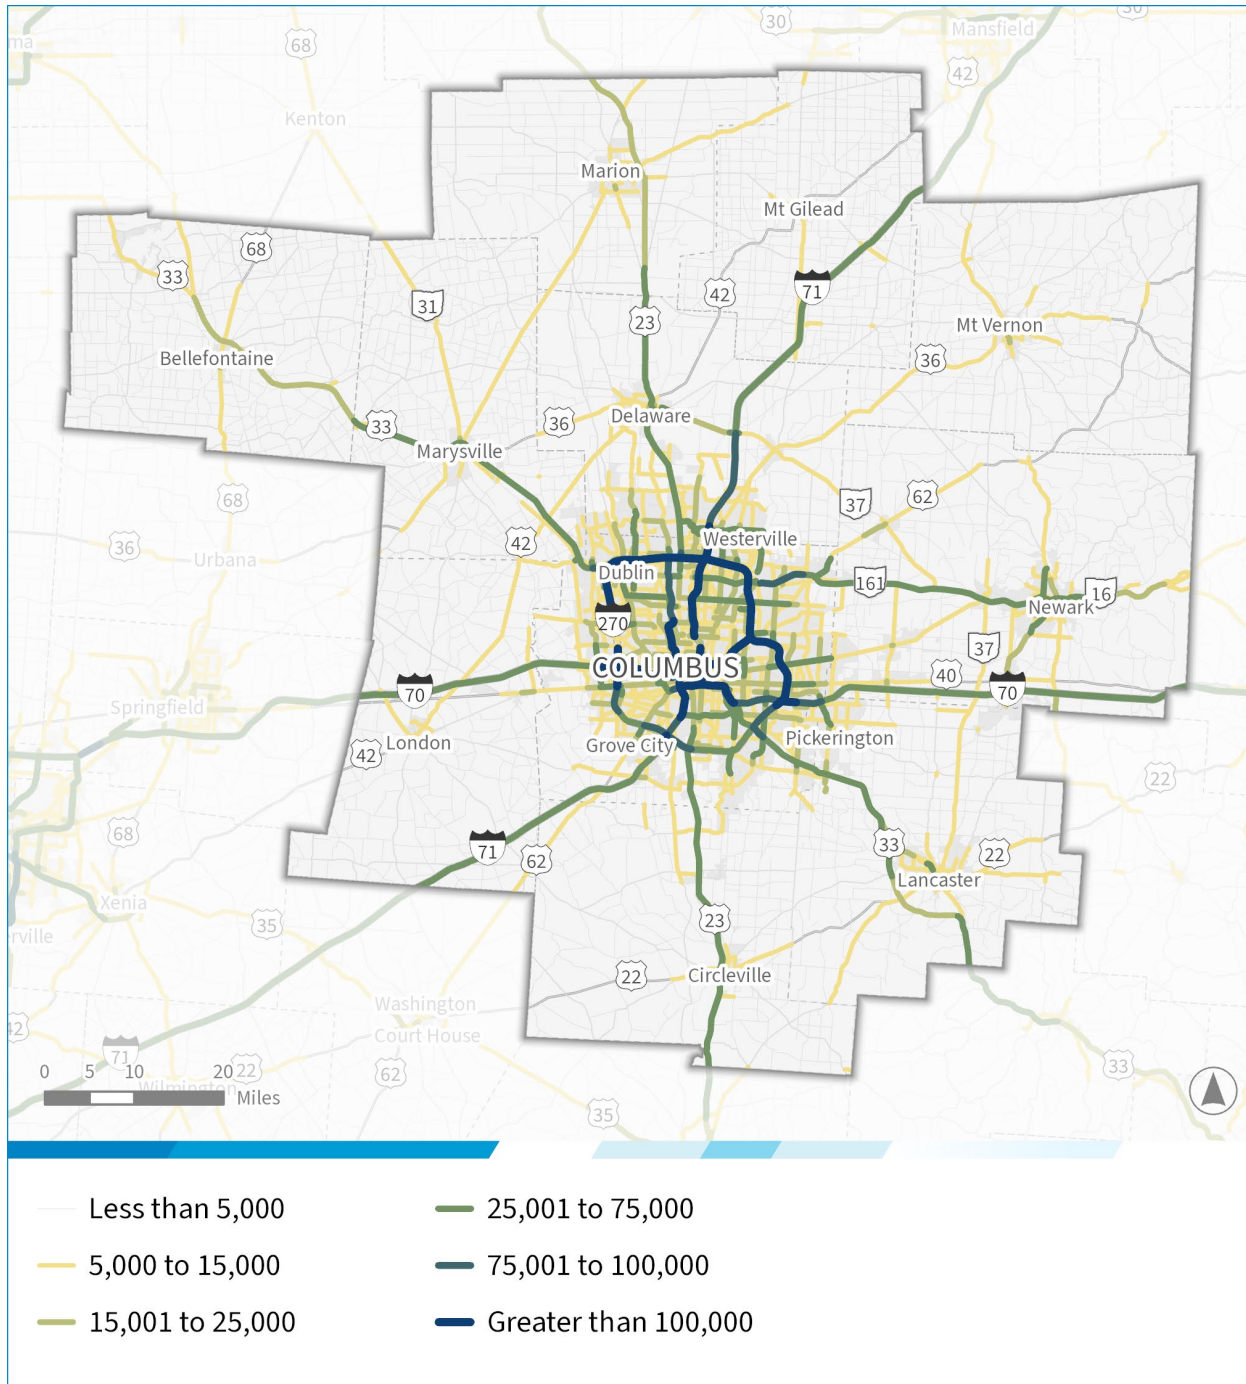 30
30
ma
68
Mansfield
42
Kenton
Marion
Mt Gilead
68
33
31
42
71
23
Mt Vernon
Bellefontaine
36
33
36
Delaware
Marysville
68
37
62
36
42
Westerville
Urbana
Dublin
161
16
Newark
270
37
COLUMBUS
40
70
70
Springfield
London
Grove City
Pickerington
42
22
68
71
62
33
22
Lancaster
Xenia
35
23
erville
22
Circleville
Washington
Court House
42
71
22
62
33
Wilmington
35
0 5 10 20
Miles
Less than 5,000
5,000 to 15,000
15,001 to 25,000
25,001 to 75,000
75,001 to 100,000
Greater than 100,000